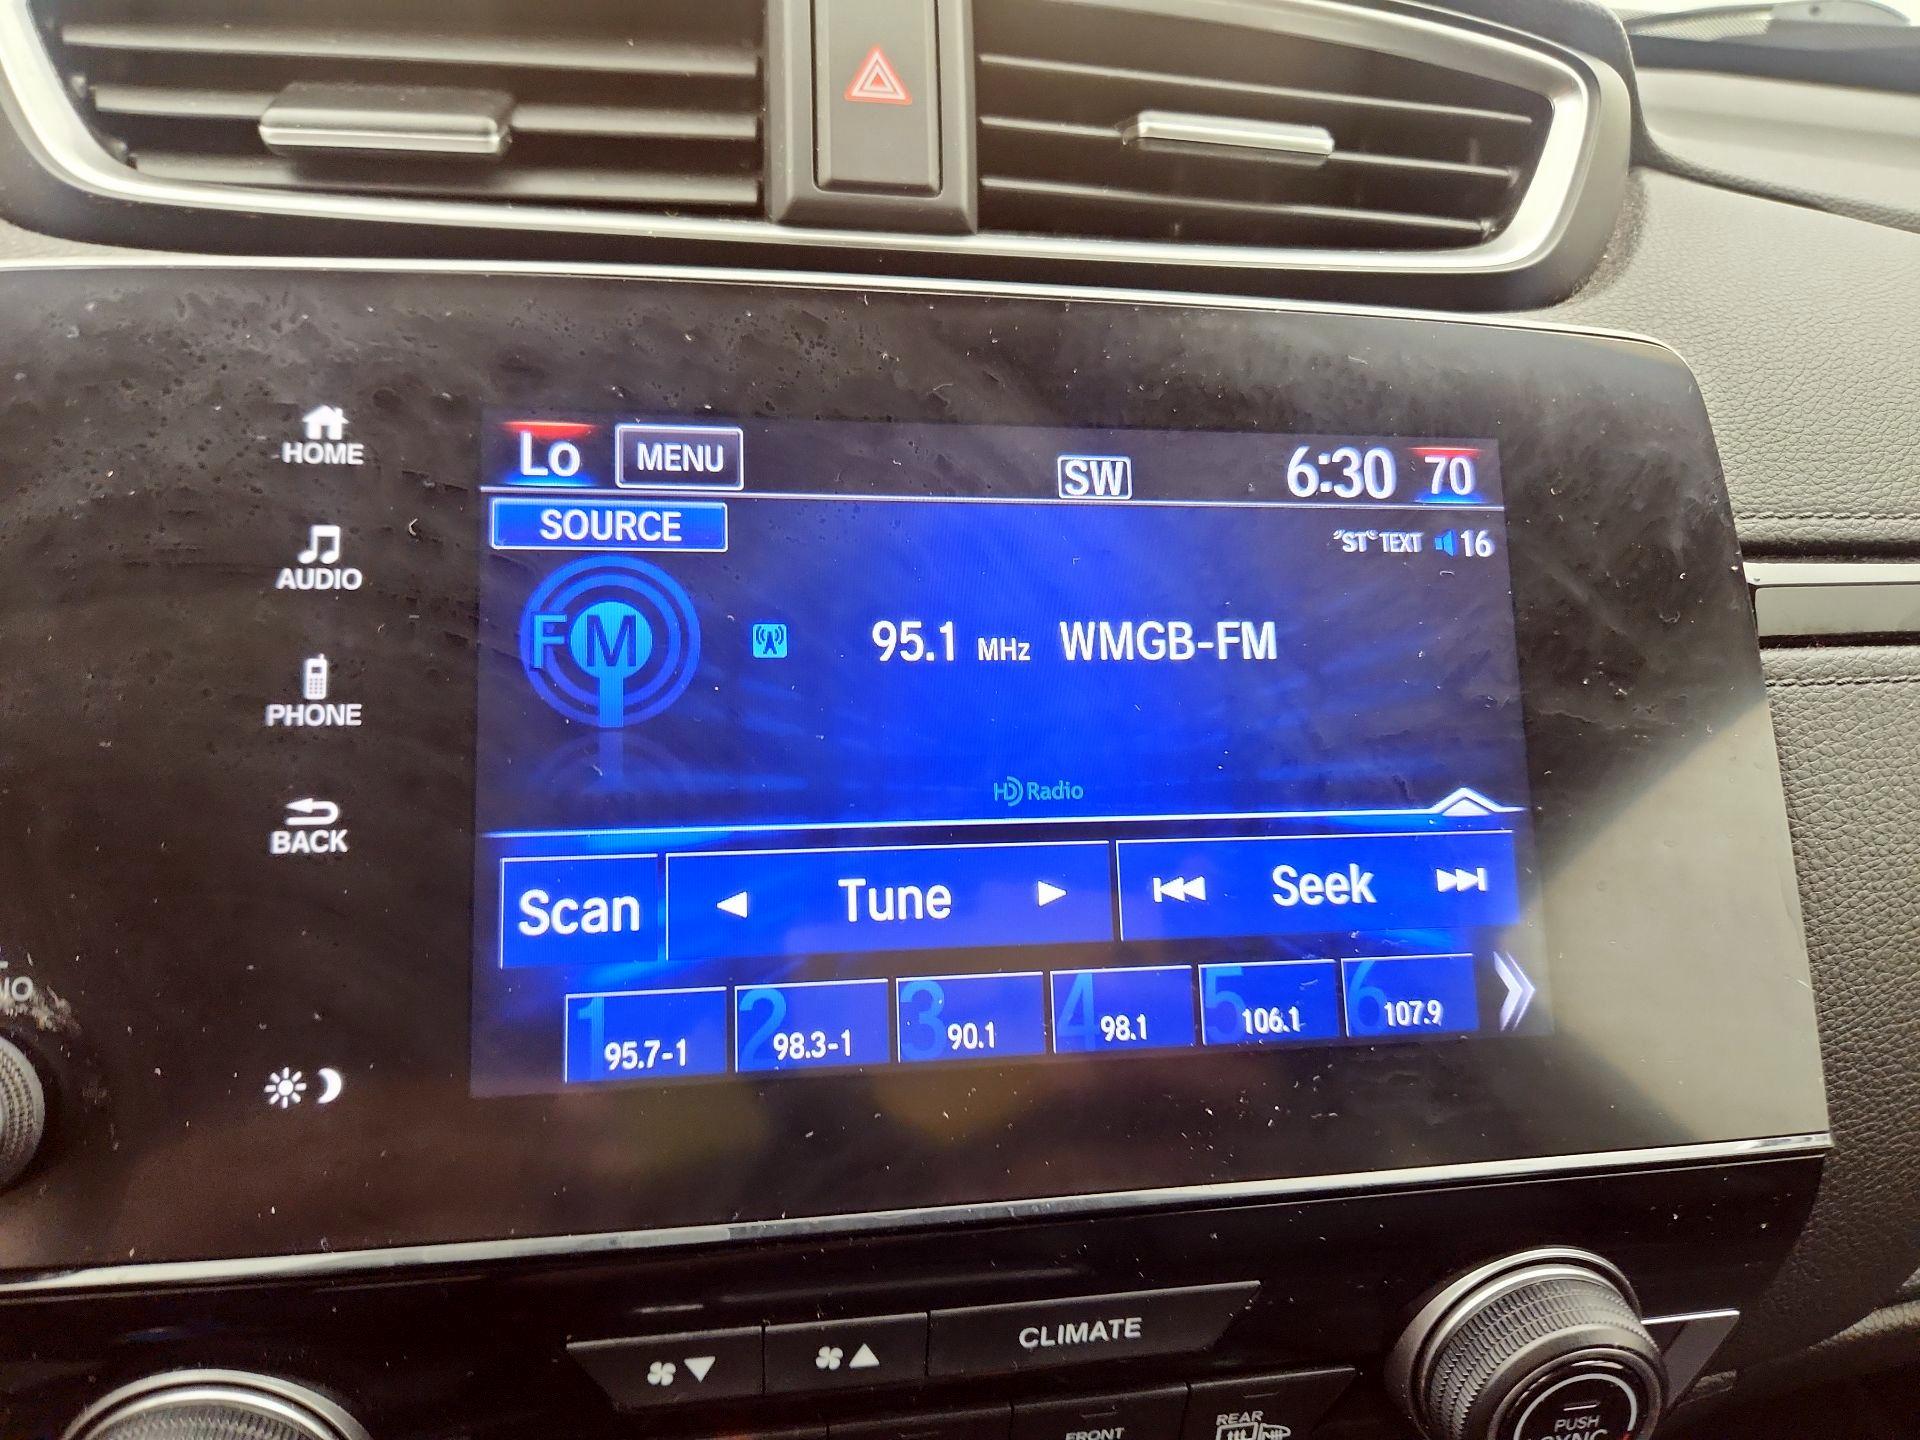 HOME
AUDIO
PHONE
BACK
Lo MENU SW 6:30 70
SOURCE
"ST" TEXT 16
FM
95.1 MHz WMGB-FM
HD Radio
Scan Tune Seek
1 95.7-1
2 98.3-1
3 90.1
4 98.1
5 106.1
6 107.9
CLIMATE
FRONT
REAR
PUSH
SYNC